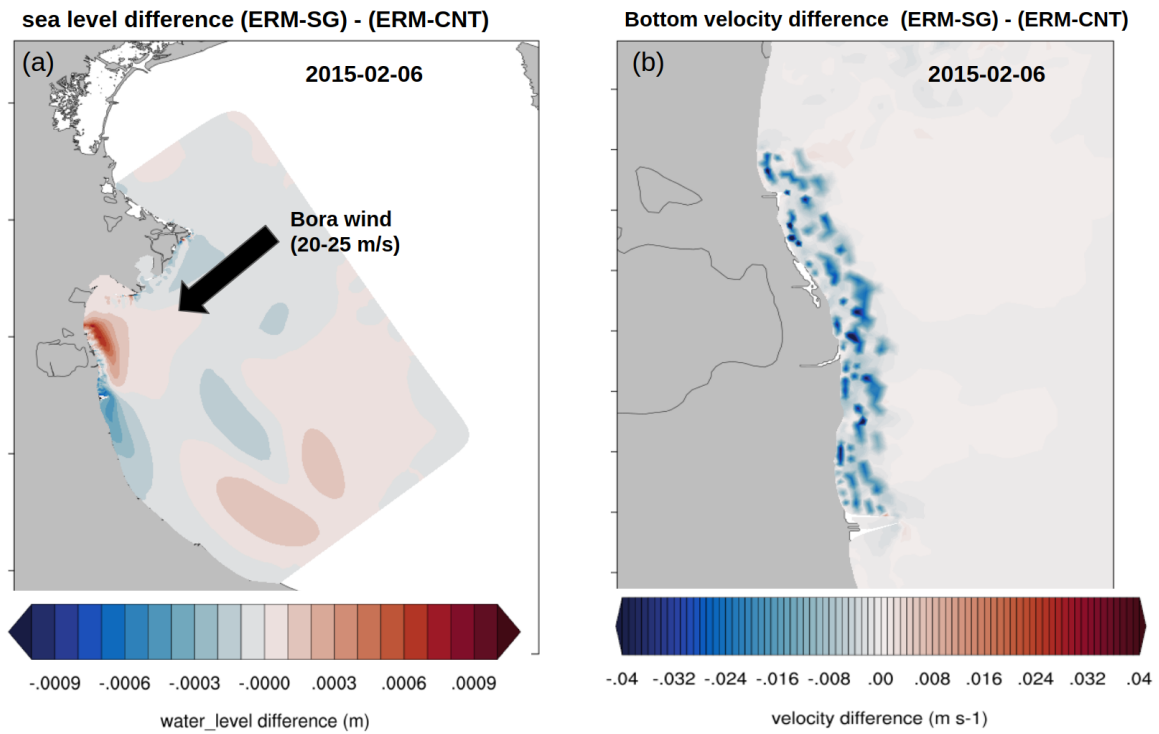 sea level difference (ERM-SG) - (ERM-CNT)
(a)
2015-02-06
Bora wind
(20-25 m/s)
-.0009 -.0006 -.0003 -.0000 .0003 .0006 .0009
water_level difference (m)
Bottom velocity difference (ERM-SG) - (ERM-CNT)
(b)
2015-02-06
-.04 -.032 -.024 -.016 -.008 .00 .008 .016 .024 .032 .04
velocity difference (m s-1)